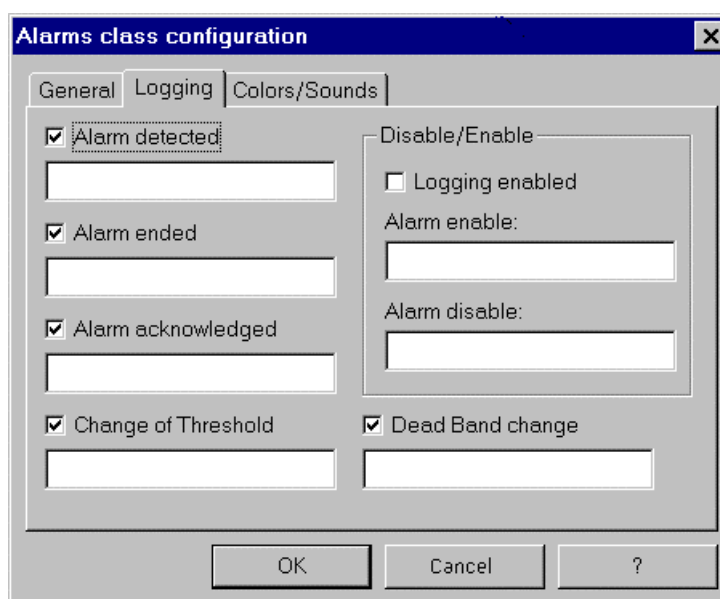 Alarms class configuration
General
Logging
Colors/Sounds
Alarm detected
Alarm ended
Alarm acknowledged
Change of Threshold
Disable/Enable
Logging enabled
Alarm enable:
Alarm disable:
Dead Band change
OK
Cancel
?